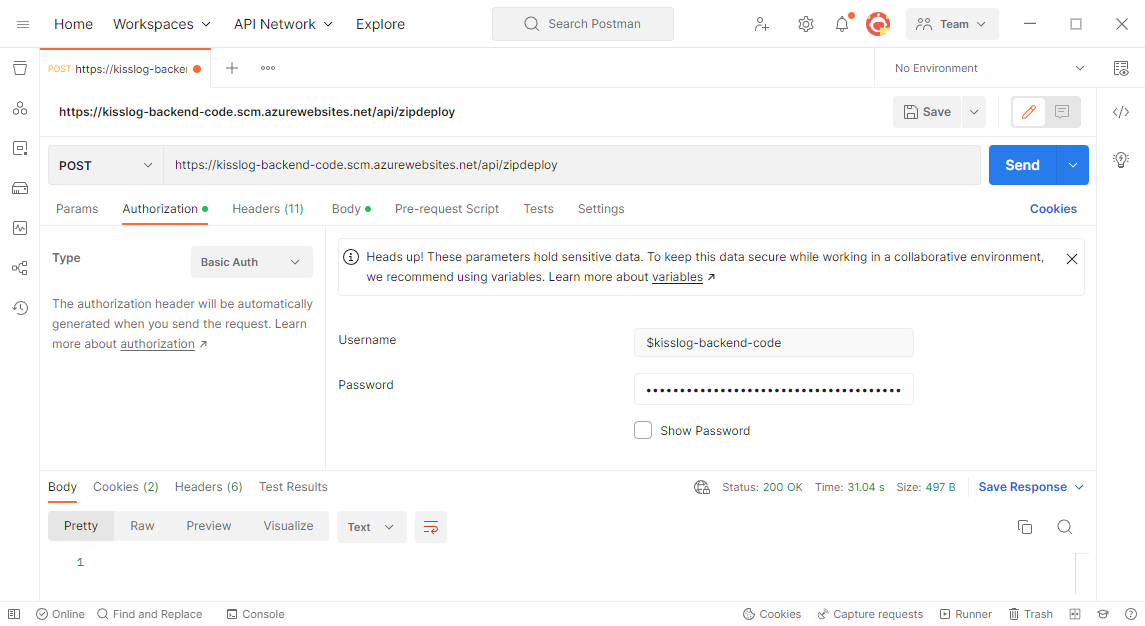 Home Workspaces API Network Explore Search Postman Team
POST https://kisslog-backen No Environment
https://kisslog-backend-code.scm.azurewebsites.net/api/zipdeploy Save
POST https://kisslog-backend-code.scm.azurewebsites.net/api/zipdeploy Send
Params Authorization Headers (11) Body Pre-request Script Tests Settings Cookies
Type Basic Auth
The authorization header will be automatically
generated when you send the request. Learn
more about authorization ↗
Heads up! These parameters hold sensitive data. To keep this data secure while working in a collaborative environment,
we recommend using variables. Learn more about variables ↗
Username $kisslog-backend-code
Password ••••••••••••••••••••••••••••••••••••••
Show Password
Body Cookies (2) Headers (6) Test Results Status: 200 OK Time: 31.04 s Size: 497 B Save Response
Pretty Raw Preview Visualize Text
1
Online Find and Replace Console Cookies Capture requests Runner Trash